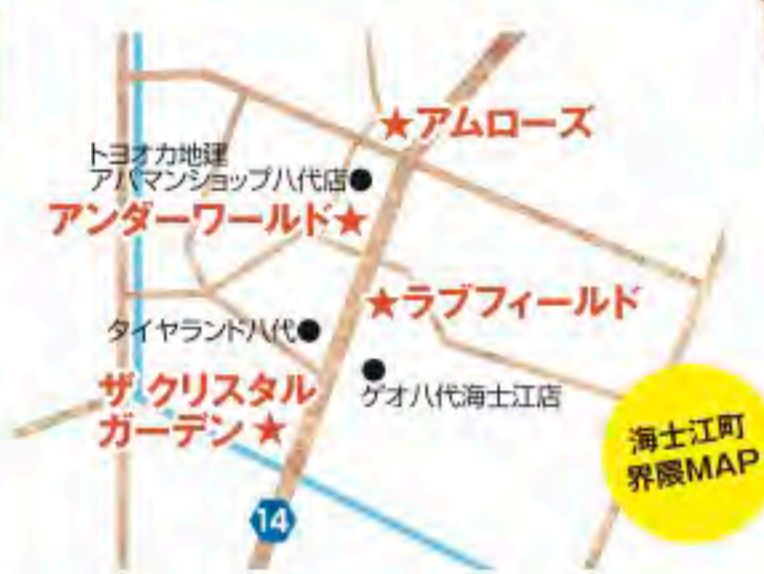 ★アムローズ
トヨオカ地建
アパマンショップ八代店●
アンダーワールド★
★ラブフィールド
タイヤランド八代●
ザ クリスタル
ガーデン★
ゲオ八代海士江店
海士江町
界隈MAP
14